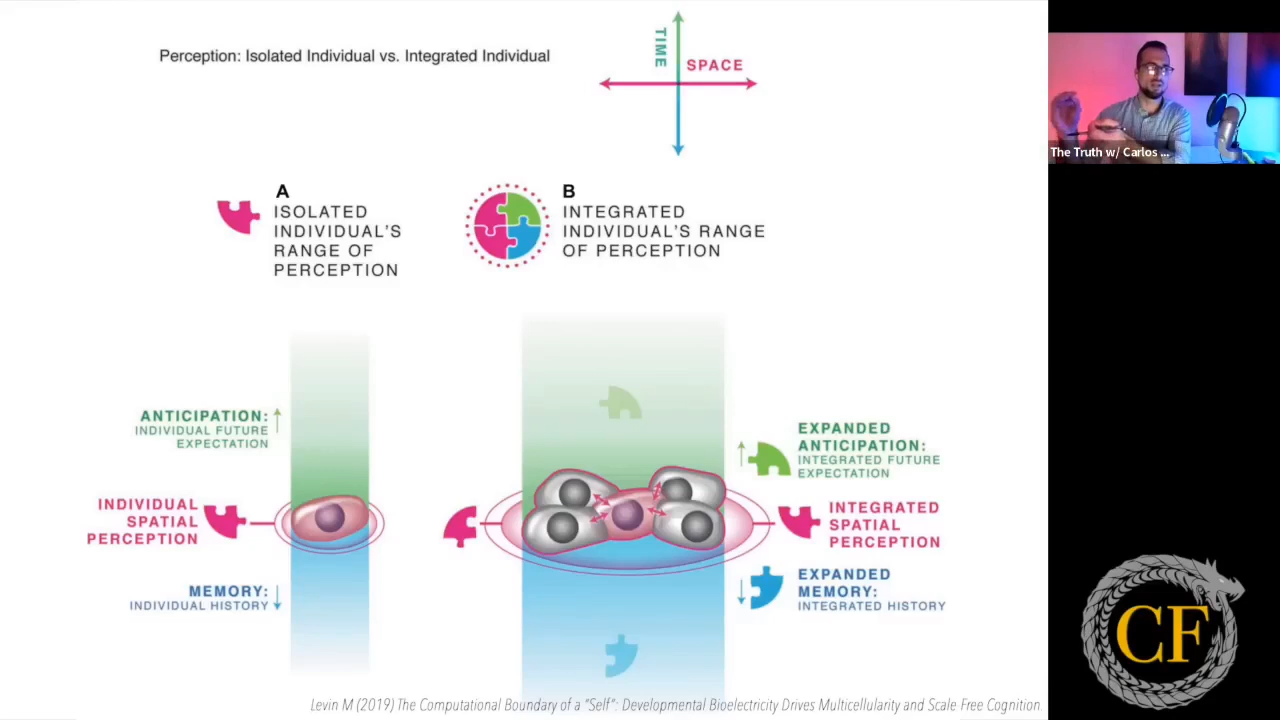 Perception: Isolated Individual vs. Integrated Individual
TIME
SPACE
A
ISOLATED
INDIVIDUAL'S
RANGE OF
PERCEPTION
B
INTEGRATED
INDIVIDUAL'S RANGE
OF PERCEPTION
ANTICIPATION:
INDIVIDUAL FUTURE
EXPECTATION
INDIVIDUAL
SPATIAL
PERCEPTION
MEMORY:
INDIVIDUAL HISTORY
EXPANDED
ANTICIPATION:
INTEGRATED FUTURE
EXPECTATION
INTEGRATED
SPATIAL
PERCEPTION
EXPANDED
MEMORY:
INTEGRATED HISTORY
Levin M (2019) The Computational Boundary of a "Self": Developmental Bioelectricity Drives Multicellularity and Scale Free Cognition.
The Truth w/ Carlos ...
CF